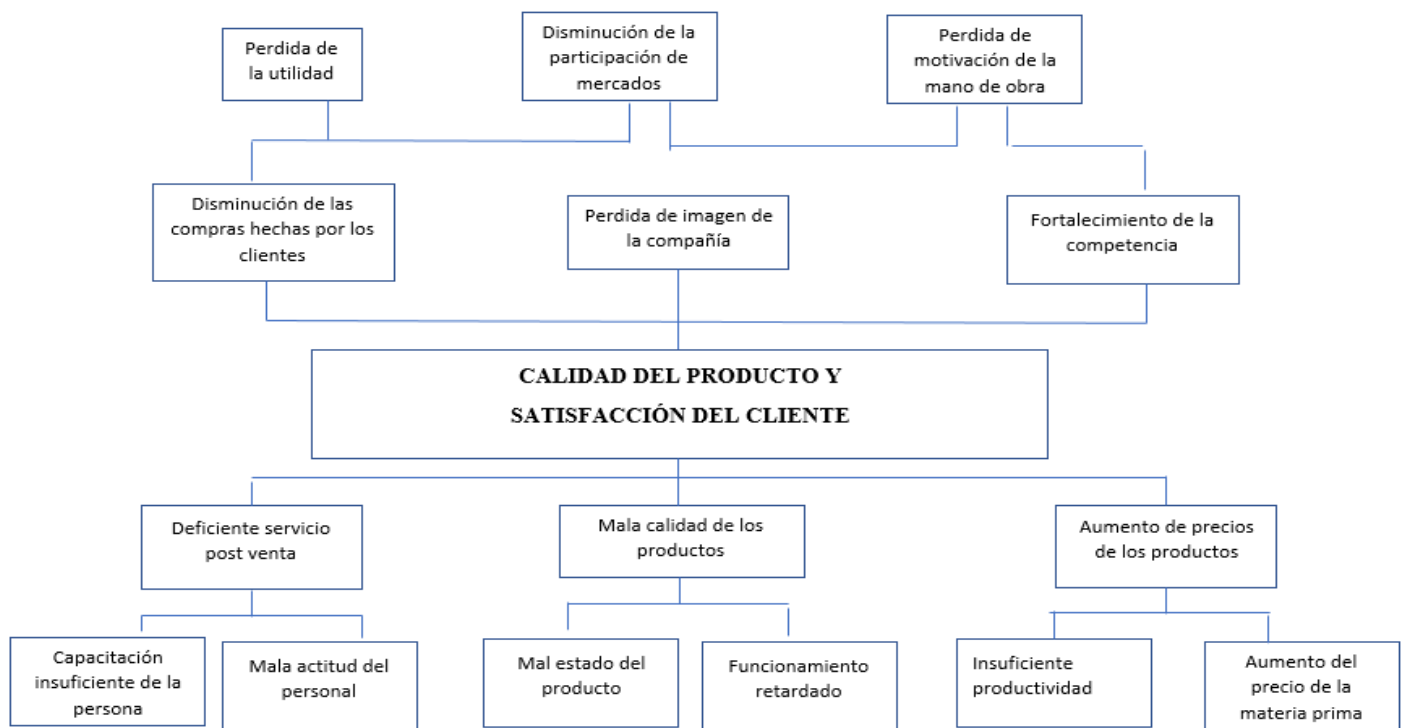 Perdida de
la utilidad
Disminución de la
participación de
mercados
Perdida de
motivación de la
mano de obra
Disminución de las
compras hechas por los
clientes
Perdida de imagen de
la compañía
Fortalecimiento de la
competencia
CALIDAD DEL PRODUCTO Y
SATISFACCIÓN DEL CLIENTE
Deficiente servicio
post venta
Mala calidad de los
productos
Aumento de precios
de los productos
Capacitación
insuficiente de la
persona
Mala actitud del
personal
Mal estado del
producto
Funcionamiento
retardado
Insuficiente
productividad
Aumento del
precio de la
materia prima